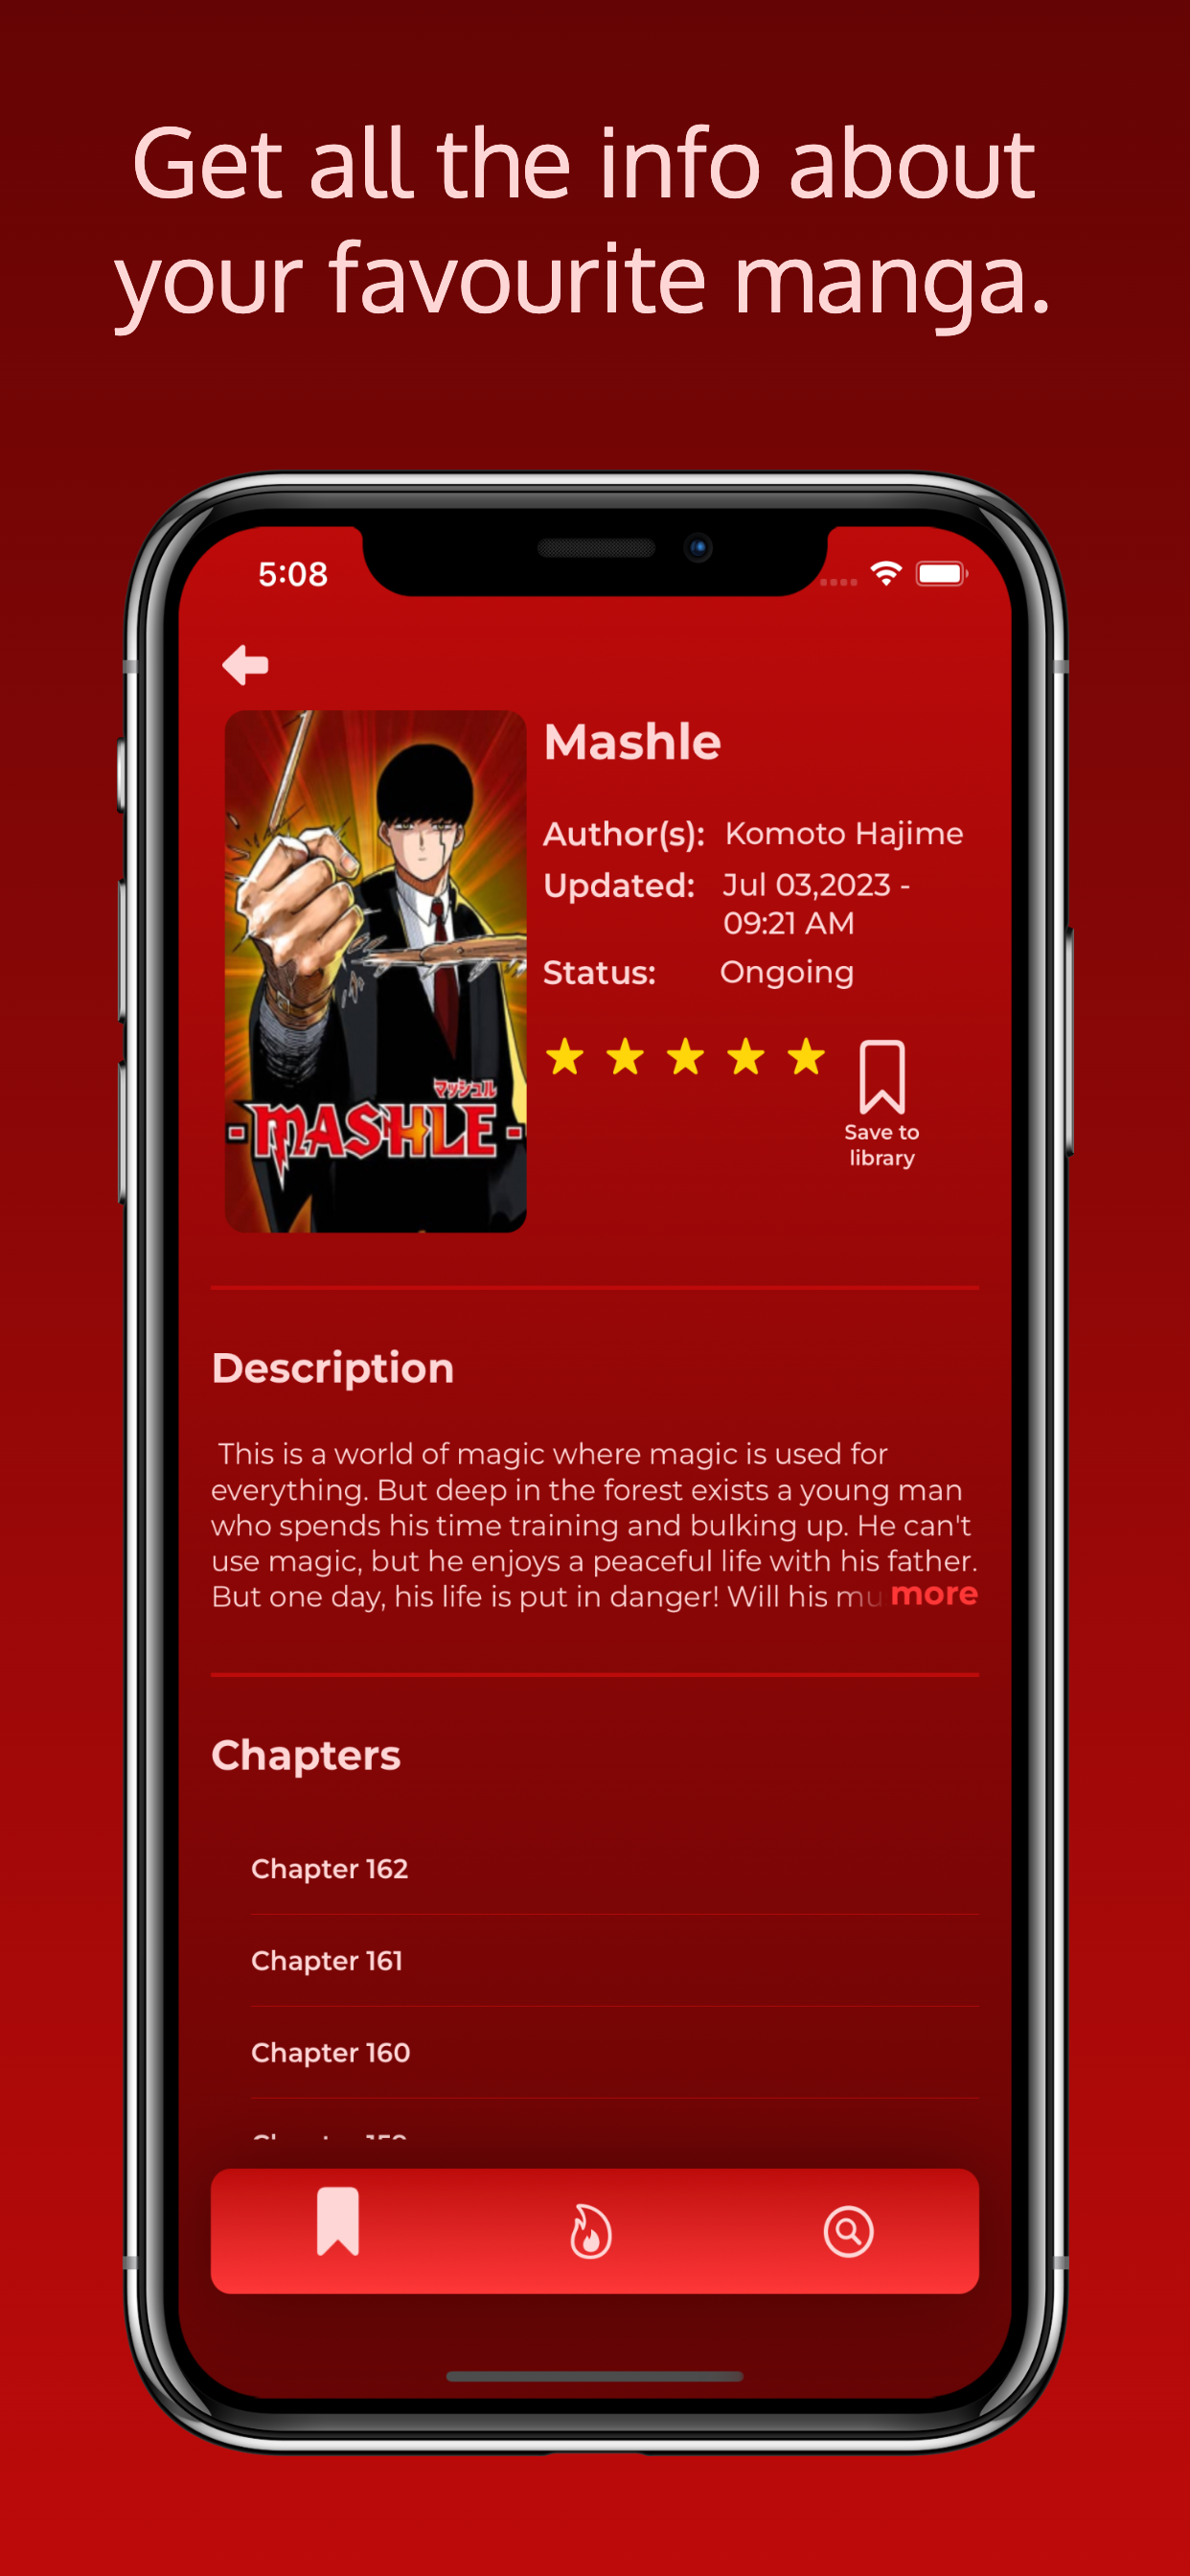 Get all the info about
your favourite manga.
5:08
Mashle
Author(s): Komoto Hajime
Updated: Jul 03,2023 -
09:21 AM
Status: Ongoing
マッシュル
-MASHLE-
Save to
library
Description
This is a world of magic where magic is used for
everything. But deep in the forest exists a young man
who spends his time training and bulking up. He can't
use magic, but he enjoys a peaceful life with his father.
But one day, his life is put in danger! Will his mu more
Chapters
Chapter 162
Chapter 161
Chapter 160